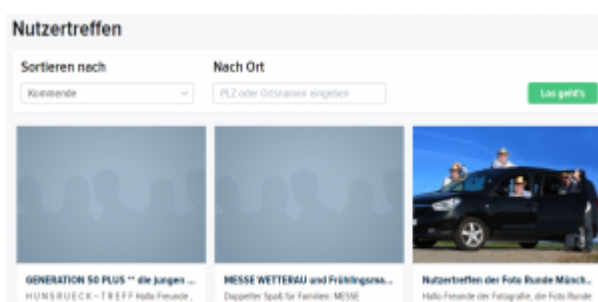 Nutzertreffen
Sortieren nach
Nach Ort
Kommende
PLZ oder Ortsnamen eingeben
Los geht's
GENERATION 50 PLUS ** die jungen ...
MESSE WETTERAU und Frühlingsma...
Nutzertreffen der Foto Runde Münch...
HUNSRUECK-TREFF Hallo Freunde,
Doppelter Spaß für Familien: MESSE
Hallo Freunde der Fotografie, die Foto Runde